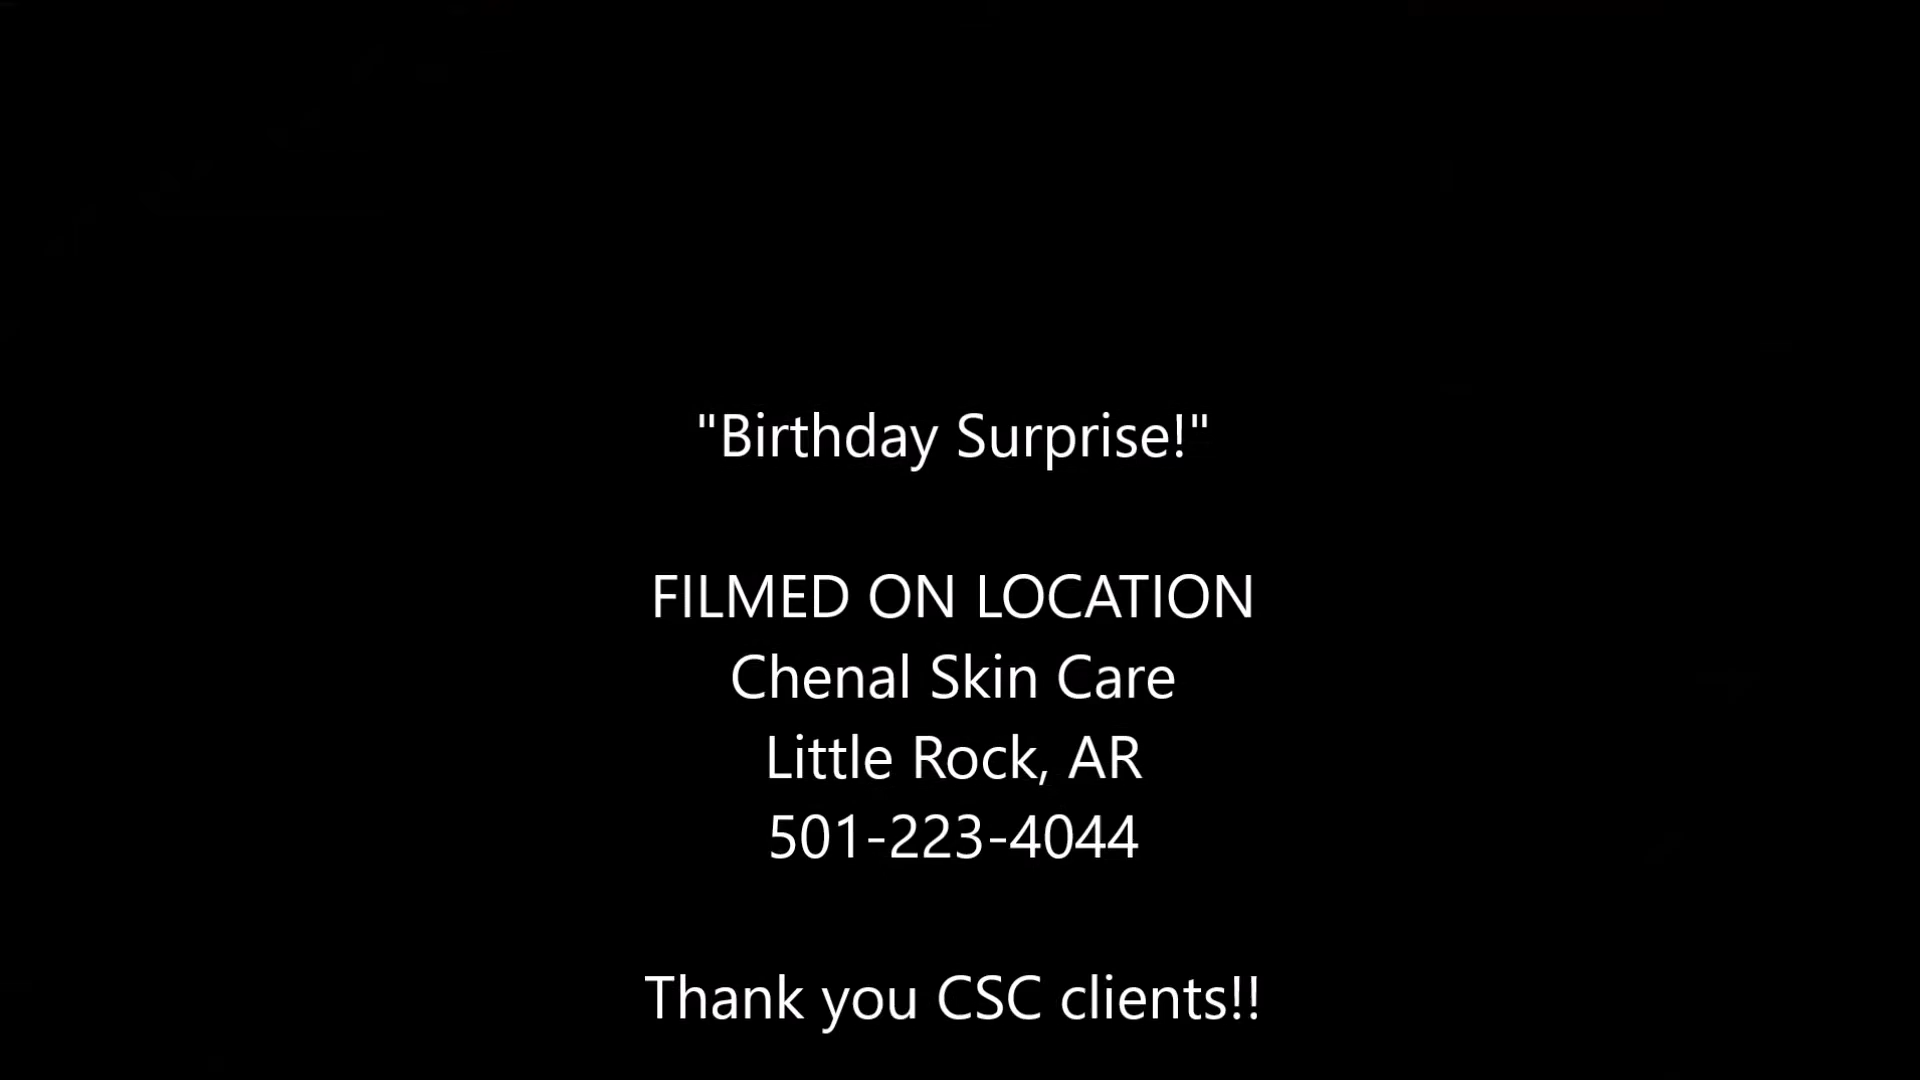 "Birthday Surprise!"
FILMED ON LOCATION
Chenal Skin Care
Little Rock, AR
501-223-4044
Thank you CSC clients!!